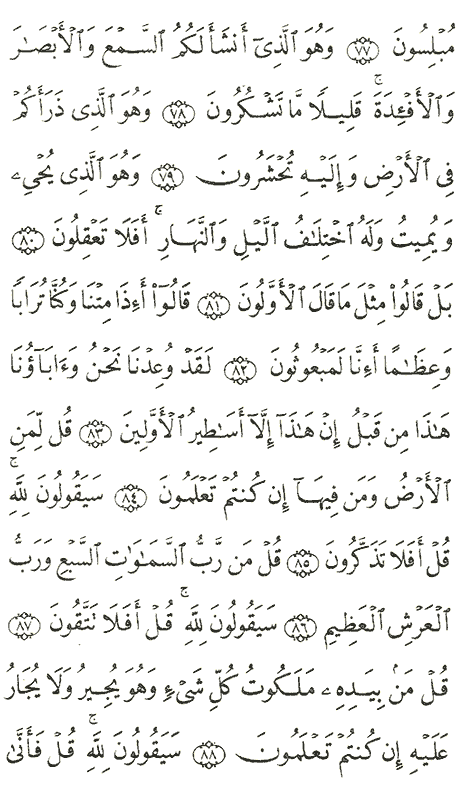 مُبْلِسُونَ ٧٧ وَهُوَ ٱلَّذِىٓ أَنشَأَ لَكُمُ ٱلسَّمْعَ وَٱلْأَبْصَـٰرَ
وَٱلْأَفْـِٔدَةَ ۚ قَلِيلًا مَّا تَشْكُرُونَ ٧٨ وَهُوَ ٱلَّذِى ذَرَأَكُمْ
فِى ٱلْأَرْضِ وَإِلَيْهِ تُحْشَرُونَ ٧٩ وَهُوَ ٱلَّذِى يُحْىِۦ
وَيُمِيتُ وَلَهُ ٱخْتِلَـٰفُ ٱلَّيْلِ وَٱلنَّهَارِ ۚ أَفَلَا تَعْقِلُونَ ٨٠
بَلْ قَالُوا۟ مِثْلَ مَا قَالَ ٱلْأَوَّلُونَ ٨١ قَالُوٓا۟ أَءِذَا مِتْنَا وَكُنَّا تُرَابًا
وَعِظَـٰمًا أَءِنَّا لَمَبْعُوثُونَ ٨٢ لَقَدْ وُعِدْنَا نَحْنُ وَءَابَآؤُنَا
هَـٰذَا مِن قَبْلُ إِنْ هَـٰذَآ إِلَّآ أَسَـٰطِيرُ ٱلْأَوَّلِينَ ٨٣ قُل لِّمَنِ
ٱلْأَرْضُ وَمَن فِيهَآ إِن كُنتُمْ تَعْلَمُونَ ٨٤ سَيَقُولُونَ لِلَّهِ ۚ
قُلْ أَفَلَا تَذَكَّرُونَ ٨٥ قُلْ مَن رَّبُّ ٱلسَّمَـٰوَٰتِ ٱلسَّبْعِ وَرَبُّ
ٱلْعَرْشِ ٱلْعَظِيمِ ٨٦ سَيَقُولُونَ لِلَّهِ ۚ قُلْ أَفَلَا تَتَّقُونَ ٨٧
قُلْ مَنۢ بِيَدِهِۦ مَلَكُوتُ كُلِّ شَىْءٍ وَهُوَ يُجِيرُ وَلَا يُجَارُ
عَلَيْهِ إِن كُنتُمْ تَعْلَمُونَ ٨٨ سَيَقُولُونَ لِلَّهِ ۚ قُلْ فَأَنَّىٰ